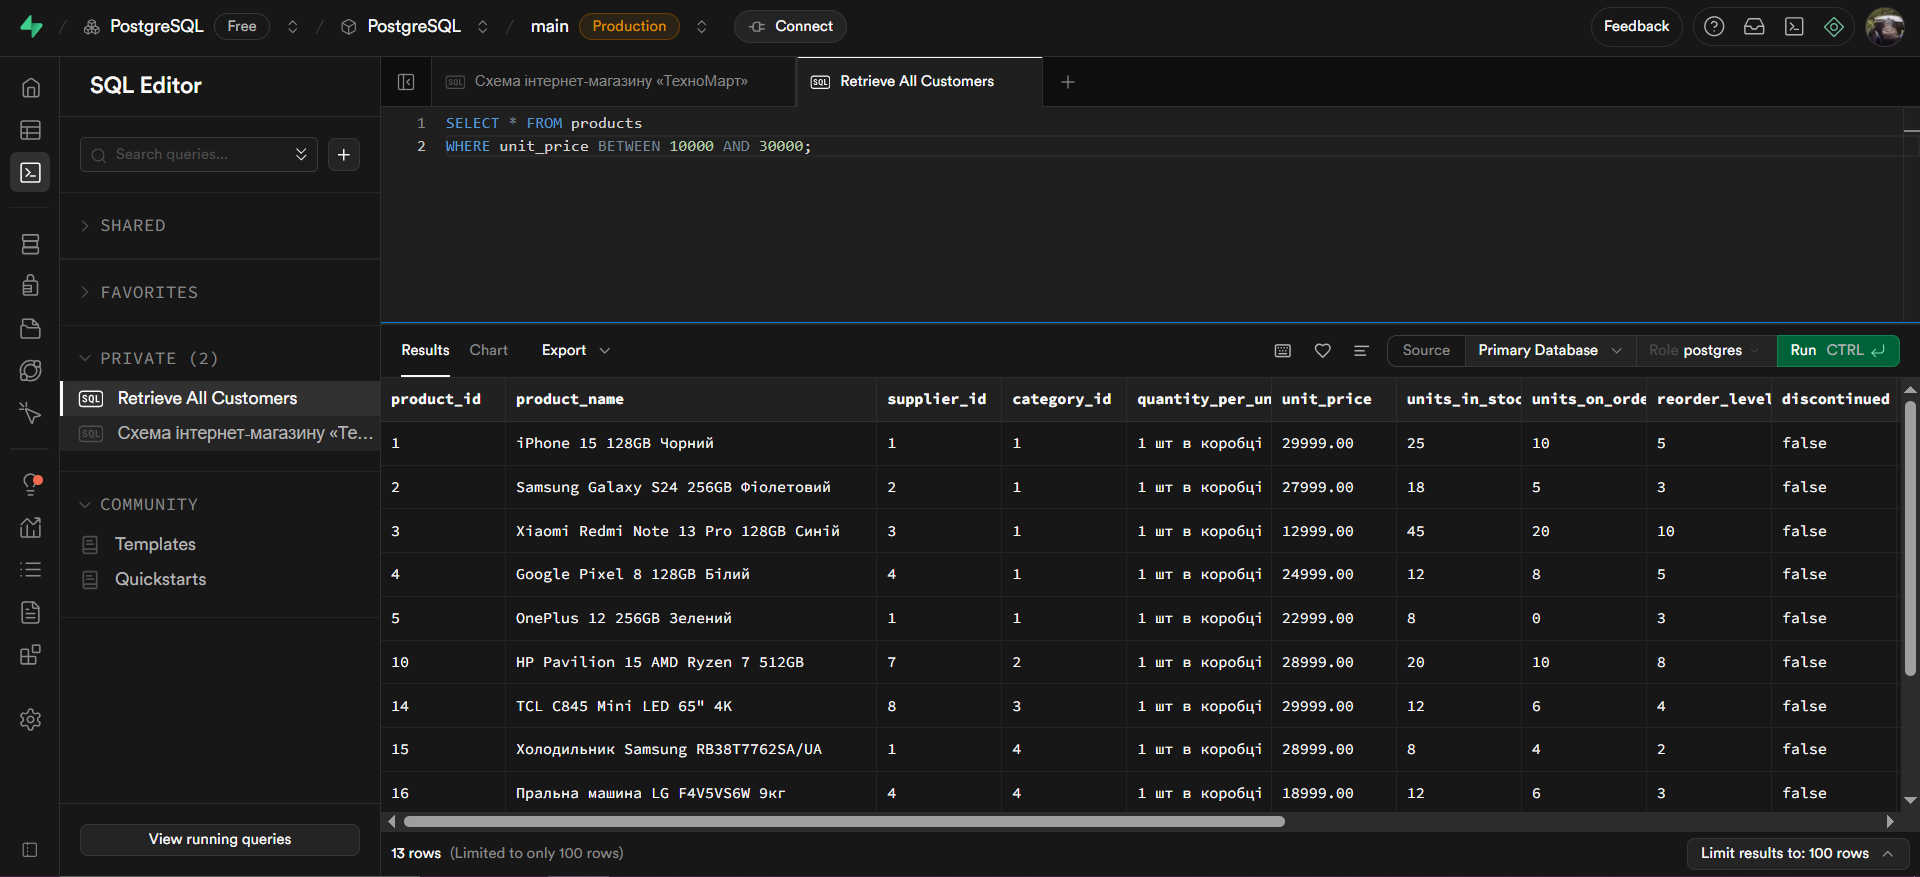 PostgreSQL Free PostgreSQL main Production Connect Feedback
SQL Editor
Search queries...
SHARED
FAVORITES
PRIVATE (2)
SQL Retrieve All Customers
SQL Схема інтернет-магазину «Те...
COMMUNITY
Templates
Quickstarts
View running queries
SQL Схема інтернет-магазину «ТехноМарт» SQL Retrieve All Customers
1 SELECT * FROM products
2 WHERE unit_price BETWEEN 10000 AND 30000;
Results Chart Export Source Primary Database Role postgres Run CTRL
product_id product_name supplier_id category_id quantity_per_un unit_price units_in_stoc units_on_orde reorder_level discontinued
1 iPhone 15 128GB Чорний 1 1 1 шт в коробці 29999.00 25 10 5 false
2 Samsung Galaxy S24 256GB Фіолетовий 2 1 1 шт в коробці 27999.00 18 5 3 false
3 Xiaomi Redmi Note 13 Pro 128GB Синій 3 1 1 шт в коробці 12999.00 45 20 10 false
4 Google Pixel 8 128GB Білий 4 1 1 шт в коробці 24999.00 12 8 5 false
5 OnePlus 12 256GB Зелений 1 1 1 шт в коробці 22999.00 8 0 3 false
10 HP Pavilion 15 AMD Ryzen 7 512GB 7 2 1 шт в коробці 28999.00 20 10 8 false
14 TCL C845 Mini LED 65" 4K 8 3 1 шт в коробці 29999.00 12 6 4 false
15 Холодильник Samsung RB38T7762SA/UA 1 4 1 шт в коробці 28999.00 8 4 2 false
16 Пральна машина LG F4V5VS6W 9кг 4 4 1 шт в коробці 18999.00 12 6 3 false
13 rows (Limited to only 100 rows) Limit results to: 100 rows